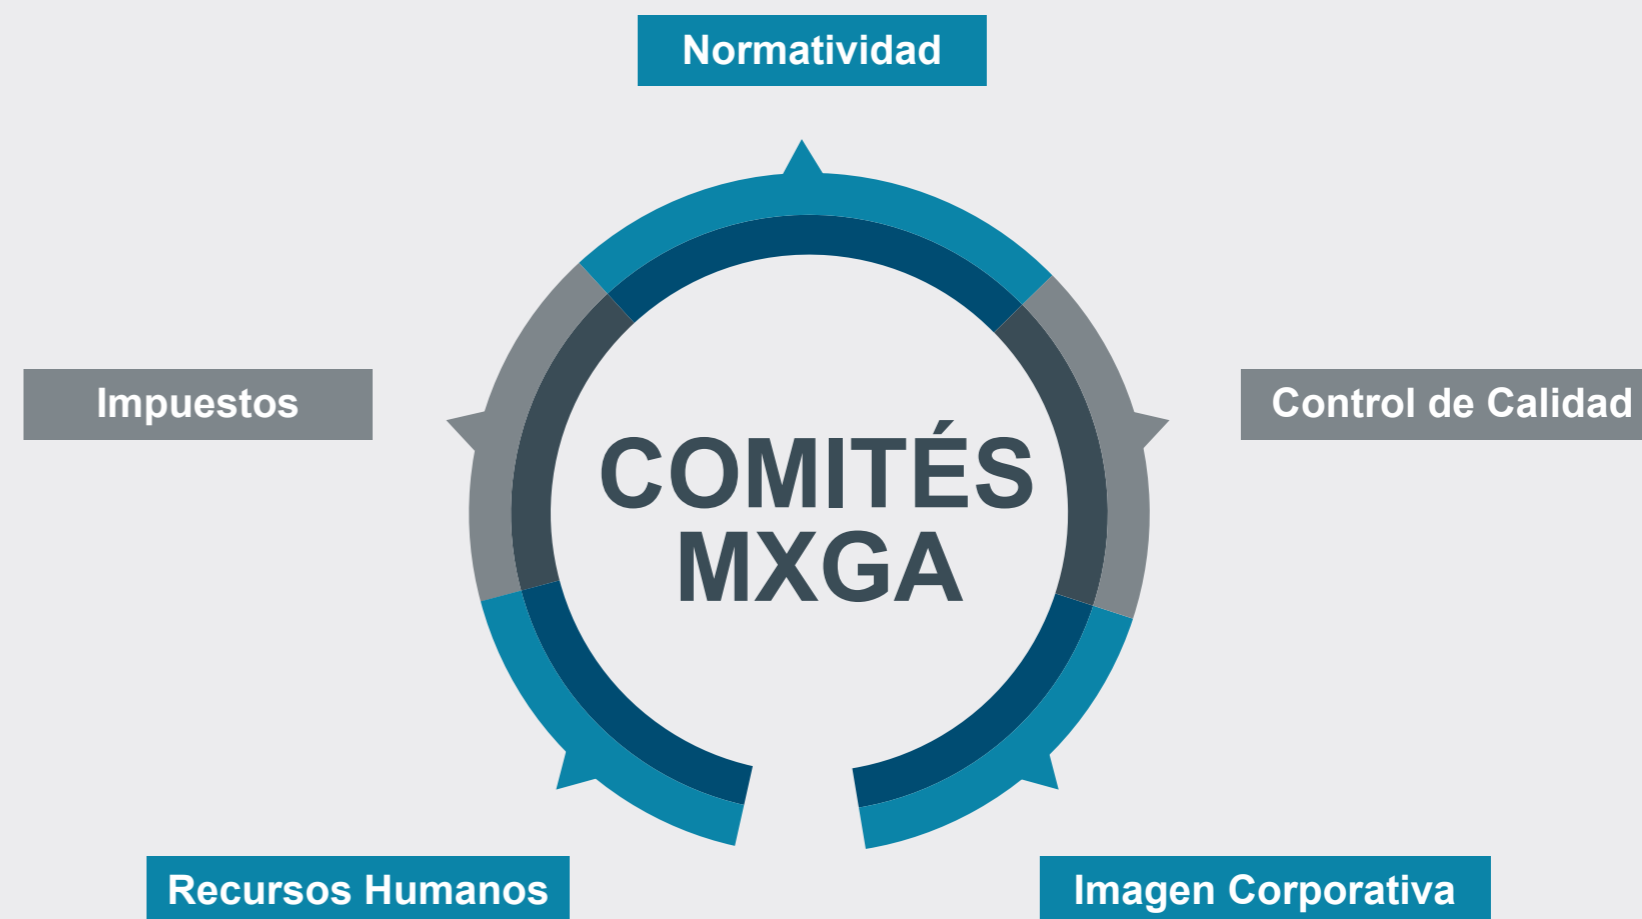 Normatividad
Impuestos
Control de Calidad
COMITÉS
MXGA
Recursos Humanos
Imagen Corporativa